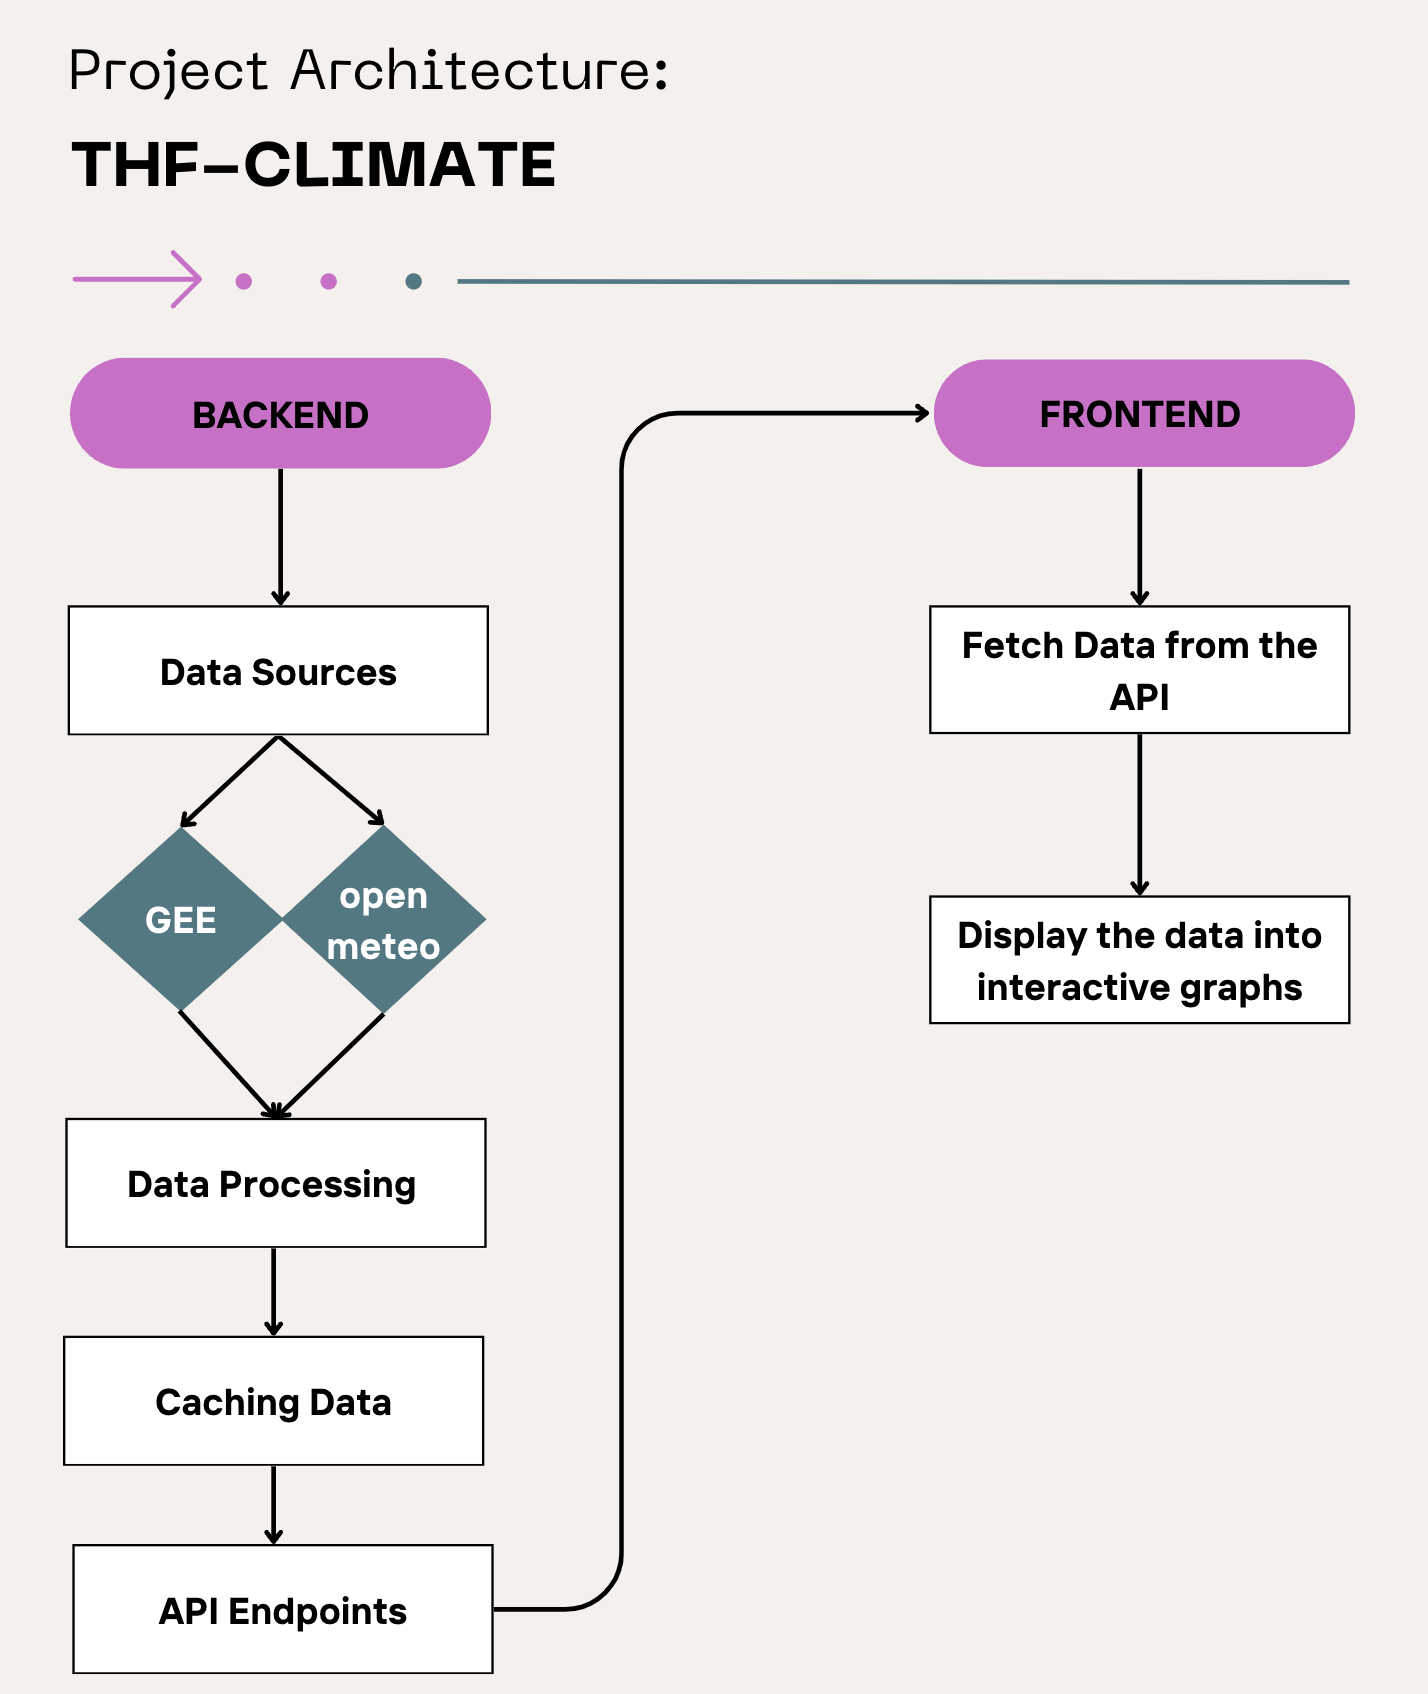 Project Architecture:
THF-CLIMATE
BACKEND
Data Sources
GEE
open
meteo
Data Processing
Caching Data
API Endpoints
FRONTEND
Fetch Data from the
API
Display the data into
interactive graphs